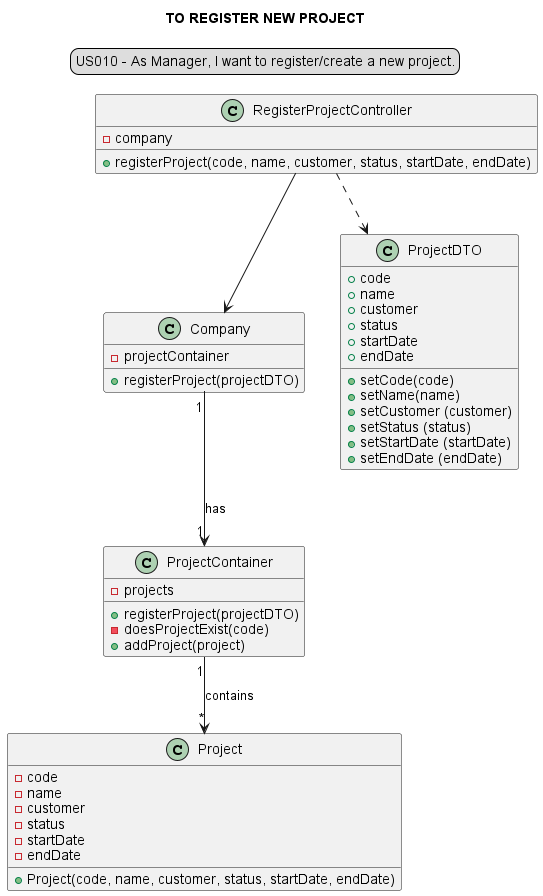 TO REGISTER NEW PROJECT
US010 - As Manager, I want to register/create a new project.
C RegisterProjectController
company
registerProject(code, name, customer, status, startDate, endDate)
C ProjectDTO
code
name
customer
status
startDate
endDate
setCode(code)
setName(name)
setCustomer (customer)
setStatus (status)
setStartDate (startDate)
setEndDate (endDate)
C Company
projectContainer
registerProject(projectDTO)
1
has
1
C ProjectContainer
projects
registerProject(projectDTO)
doesProjectExist(code)
addProject(project)
1
contains
*
C Project
code
name
customer
status
startDate
endDate
Project(code, name, customer, status, startDate, endDate)